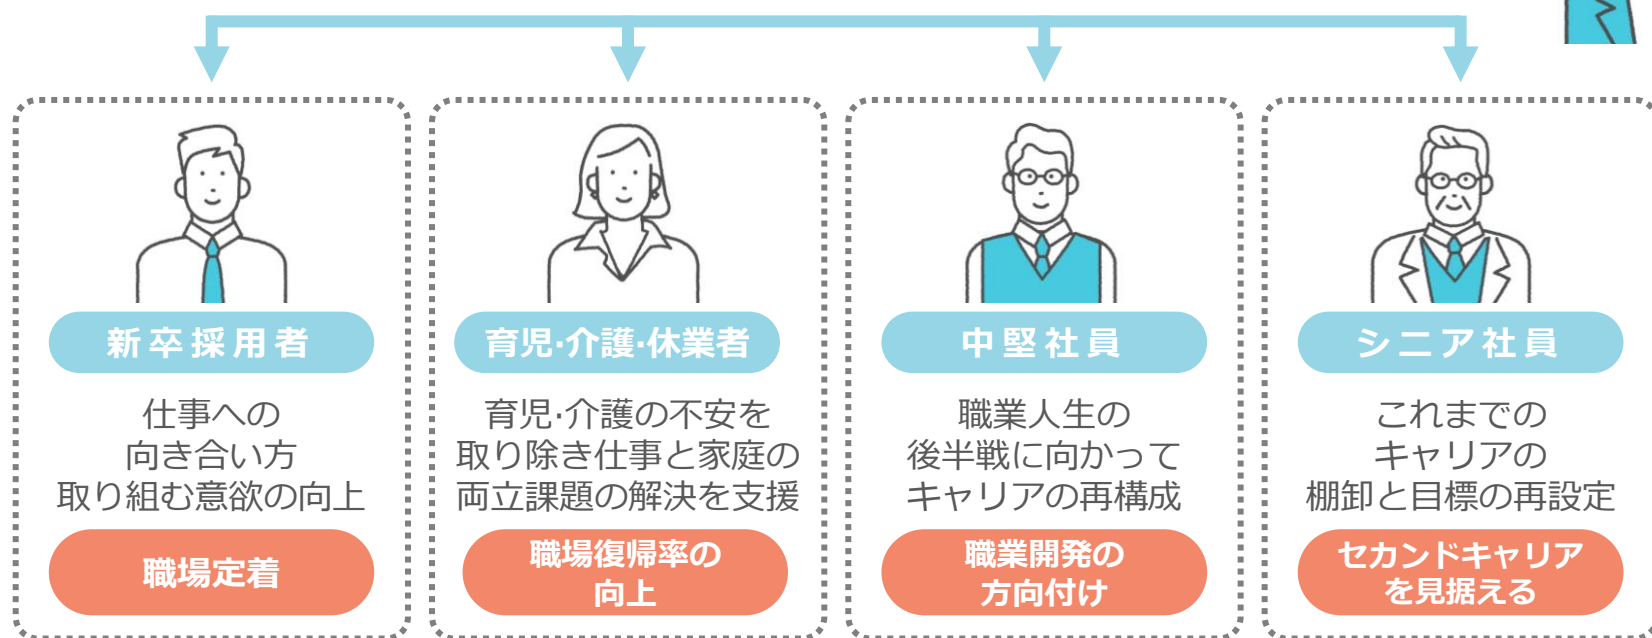 新卒採用者
仕事への
向き合い方
取り組む意欲の向上
職場定着
育児・介護・休業者
育児・介護の不安を
取り除き仕事と家庭の
両立課題の解決を支援
職場復帰率の
向上
中堅社員
職業人生の
後半戦に向かって
キャリアの再構成
職業開発の
方向付け
シニア社員
これまでの
キャリアの
棚卸と目標の再設定
セカンドキャリア
を見据える